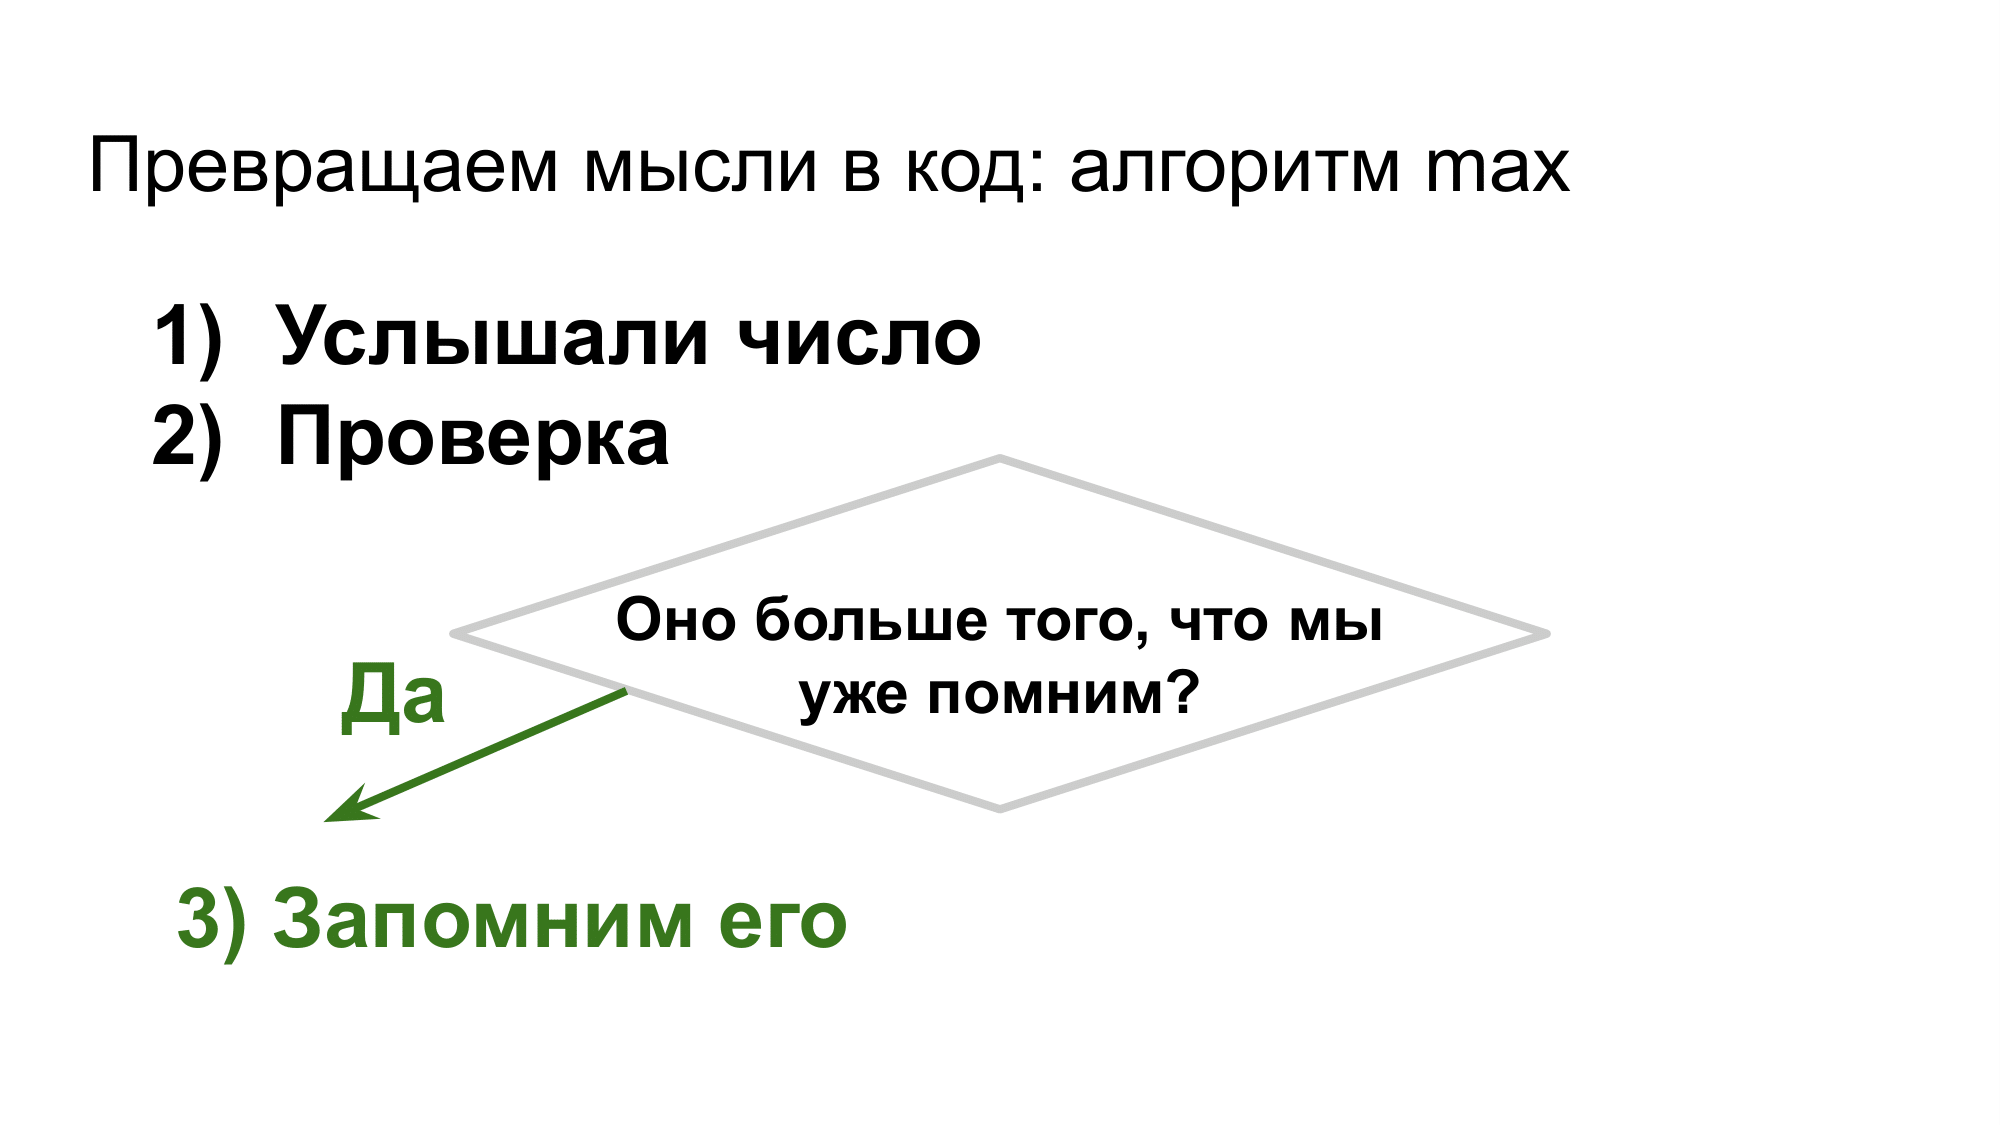 Превращаем мысли в код: алгоритм max
1) Услышали число
2) Проверка
Оно больше того, что мы
уже помним?
Да
3) Запомним его